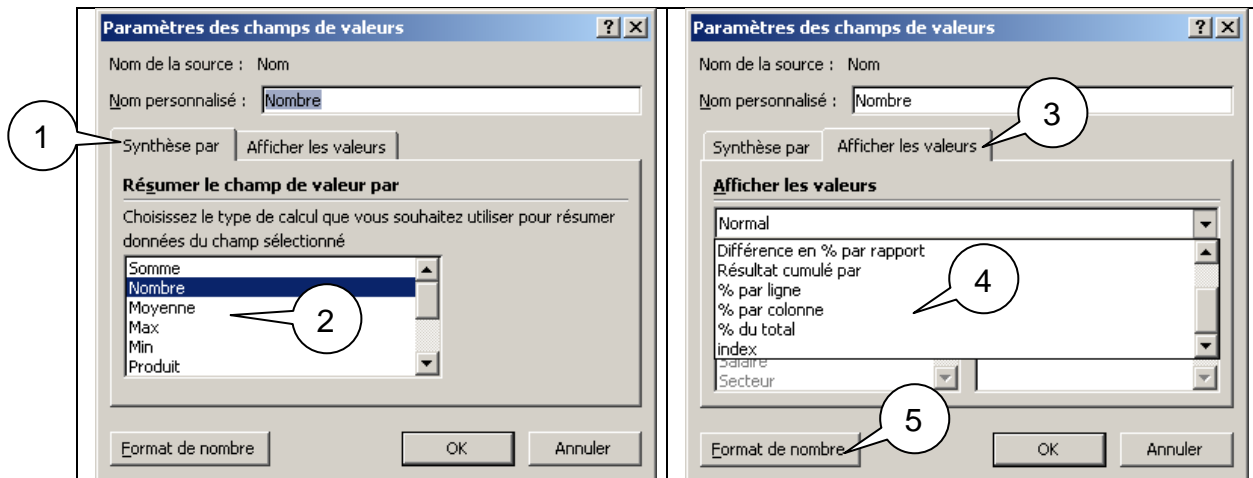 Paramètres des champs de valeurs
Nom de la source : Nom
Nom personnalisé : Nombre
1
Synthèse par
Afficher les valeurs
Résumer le champ de valeur par
Choisissez le type de calcul que vous souhaitez utiliser pour résumer
données du champ sélectionné
Somme
Nombre
Moyenne
Max
Min
Produit
2
Format de nombre
OK
Annuler
Paramètres des champs de valeurs
Nom de la source : Nom
Nom personnalisé : Nombre
3
Synthèse par
Afficher les valeurs
Afficher les valeurs
Normal
Différence en % par rapport
Résultat cumulé par
% par ligne
% par colonne
% du total
index
4
Salaire
Secteur
5
Format de nombre
OK
Annuler